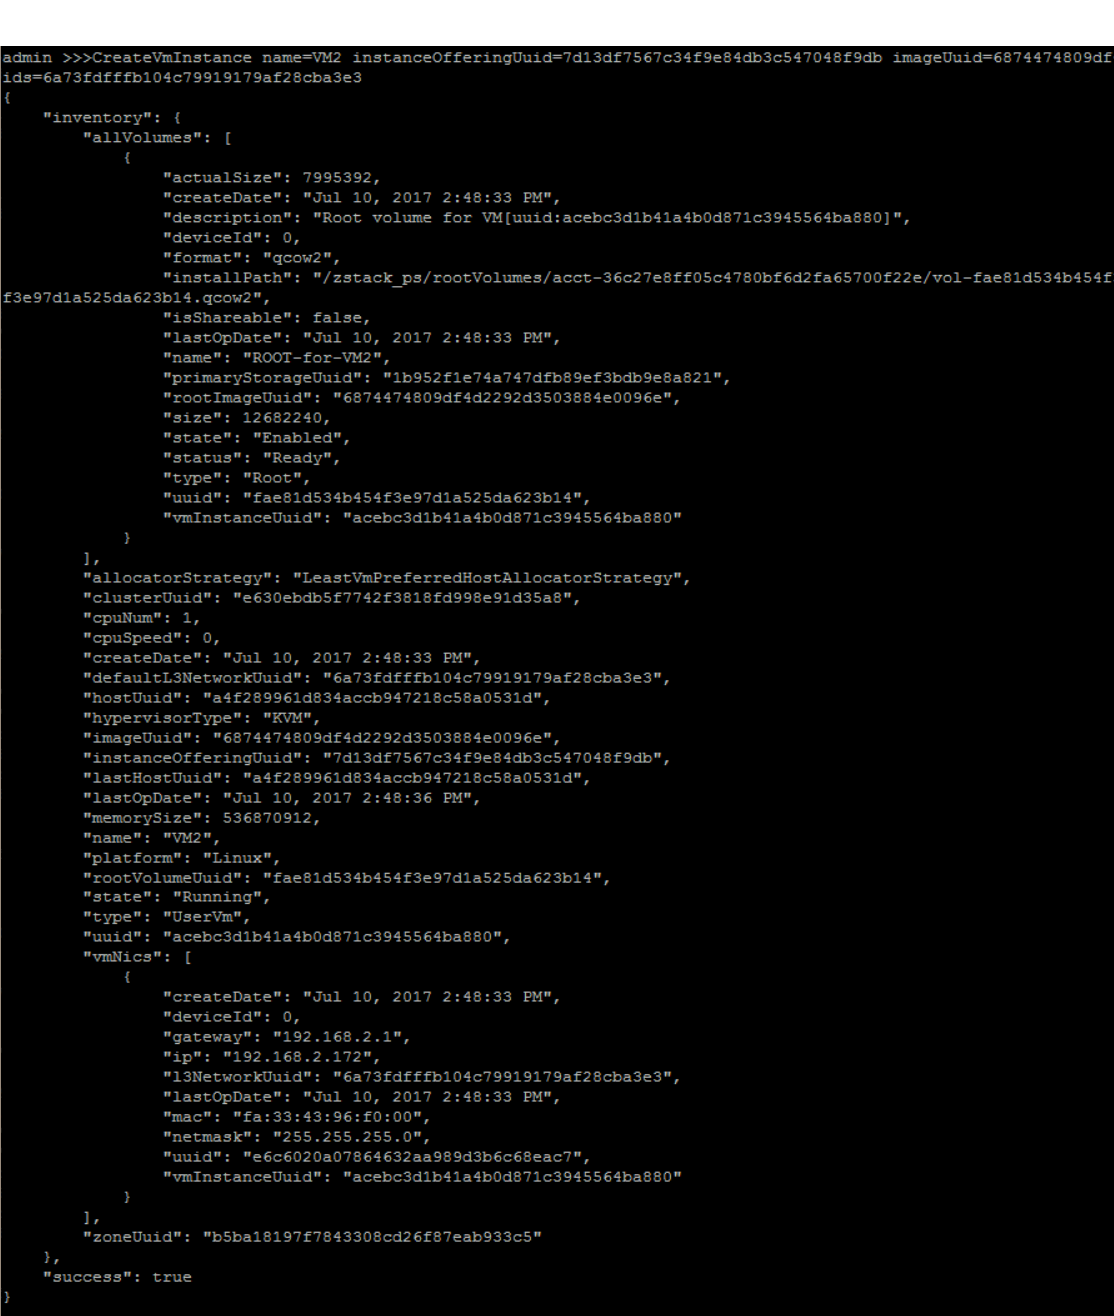 admin >>>CreateVmInstance name=VM2 instanceOfferingUuid=7d13df7567c34f9e84db3c547048f9db imageUuid=6874474809df
ids=6a73fdfffb104c79919179af28cba3e3
{
    "inventory": {
        "allVolumes": [
            {
                "actualSize": 7995392,
                "createDate": "Jul 10, 2017 2:48:33 PM",
                "description": "Root volume for VM[uuid:acebc3d1b41a4b0d871c3945564ba880]",
                "deviceId": 0,
                "format": "qcow2",
                "installPath": "/zstack_ps/rootVolumes/acct-36c27e8ff05c4780bf6d2fa65700f22e/vol-fae81d534b454f
f3e97d1a525da623b14.qcow2",
                "isShareable": false,
                "lastOpDate": "Jul 10, 2017 2:48:33 PM",
                "name": "ROOT-for-VM2",
                "primaryStorageUuid": "1b952f1e74a747dfb89ef3bdb9e8a821",
                "rootImageUuid": "6874474809df4d2292d3503884e0096e",
                "size": 12682240,
                "state": "Enabled",
                "status": "Ready",
                "type": "Root",
                "uuid": "fae81d534b454f3e97d1a525da623b14",
                "vmInstanceUuid": "acebc3d1b41a4b0d871c3945564ba880"
            }
        ],
        "allocatorStrategy": "LeastVmPreferredHostAllocatorStrategy",
        "clusterUuid": "e630ebdb5f7742f3818fd998e91d35a8",
        "cpuNum": 1,
        "cpuSpeed": 0,
        "createDate": "Jul 10, 2017 2:48:33 PM",
        "defaultL3NetworkUuid": "6a73fdfffb104c79919179af28cba3e3",
        "hostUuid": "a4f289961d834accb947218c58a0531d",
        "hypervisorType": "KVM",
        "imageUuid": "6874474809df4d2292d3503884e0096e",
        "instanceOfferingUuid": "7d13df7567c34f9e84db3c547048f9db",
        "lastHostUuid": "a4f289961d834accb947218c58a0531d",
        "lastOpDate": "Jul 10, 2017 2:48:36 PM",
        "memorySize": 536870912,
        "name": "VM2",
        "platform": "Linux",
        "rootVolumeUuid": "fae81d534b454f3e97d1a525da623b14",
        "state": "Running",
        "type": "UserVm",
        "uuid": "acebc3d1b41a4b0d871c3945564ba880",
        "vmNics": [
            {
                "createDate": "Jul 10, 2017 2:48:33 PM",
                "deviceId": 0,
                "gateway": "192.168.2.1",
                "ip": "192.168.2.172",
                "l3NetworkUuid": "6a73fdfffb104c79919179af28cba3e3",
                "lastOpDate": "Jul 10, 2017 2:48:33 PM",
                "mac": "fa:33:43:96:f0:00",
                "netmask": "255.255.255.0",
                "uuid": "e6c6020a07864632aa989d3b6c68eac7",
                "vmInstanceUuid": "acebc3d1b41a4b0d871c3945564ba880"
            }
        ],
        "zoneUuid": "b5ba18197f7843308cd26f87eab933c5"
    },
    "success": true
}